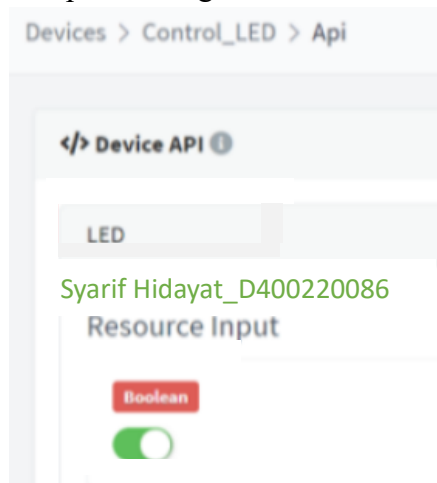 Devices > Control_LED > Api
</> Device API
LED
Syarif Hidayat_D400220086
Resource Input
Boolean